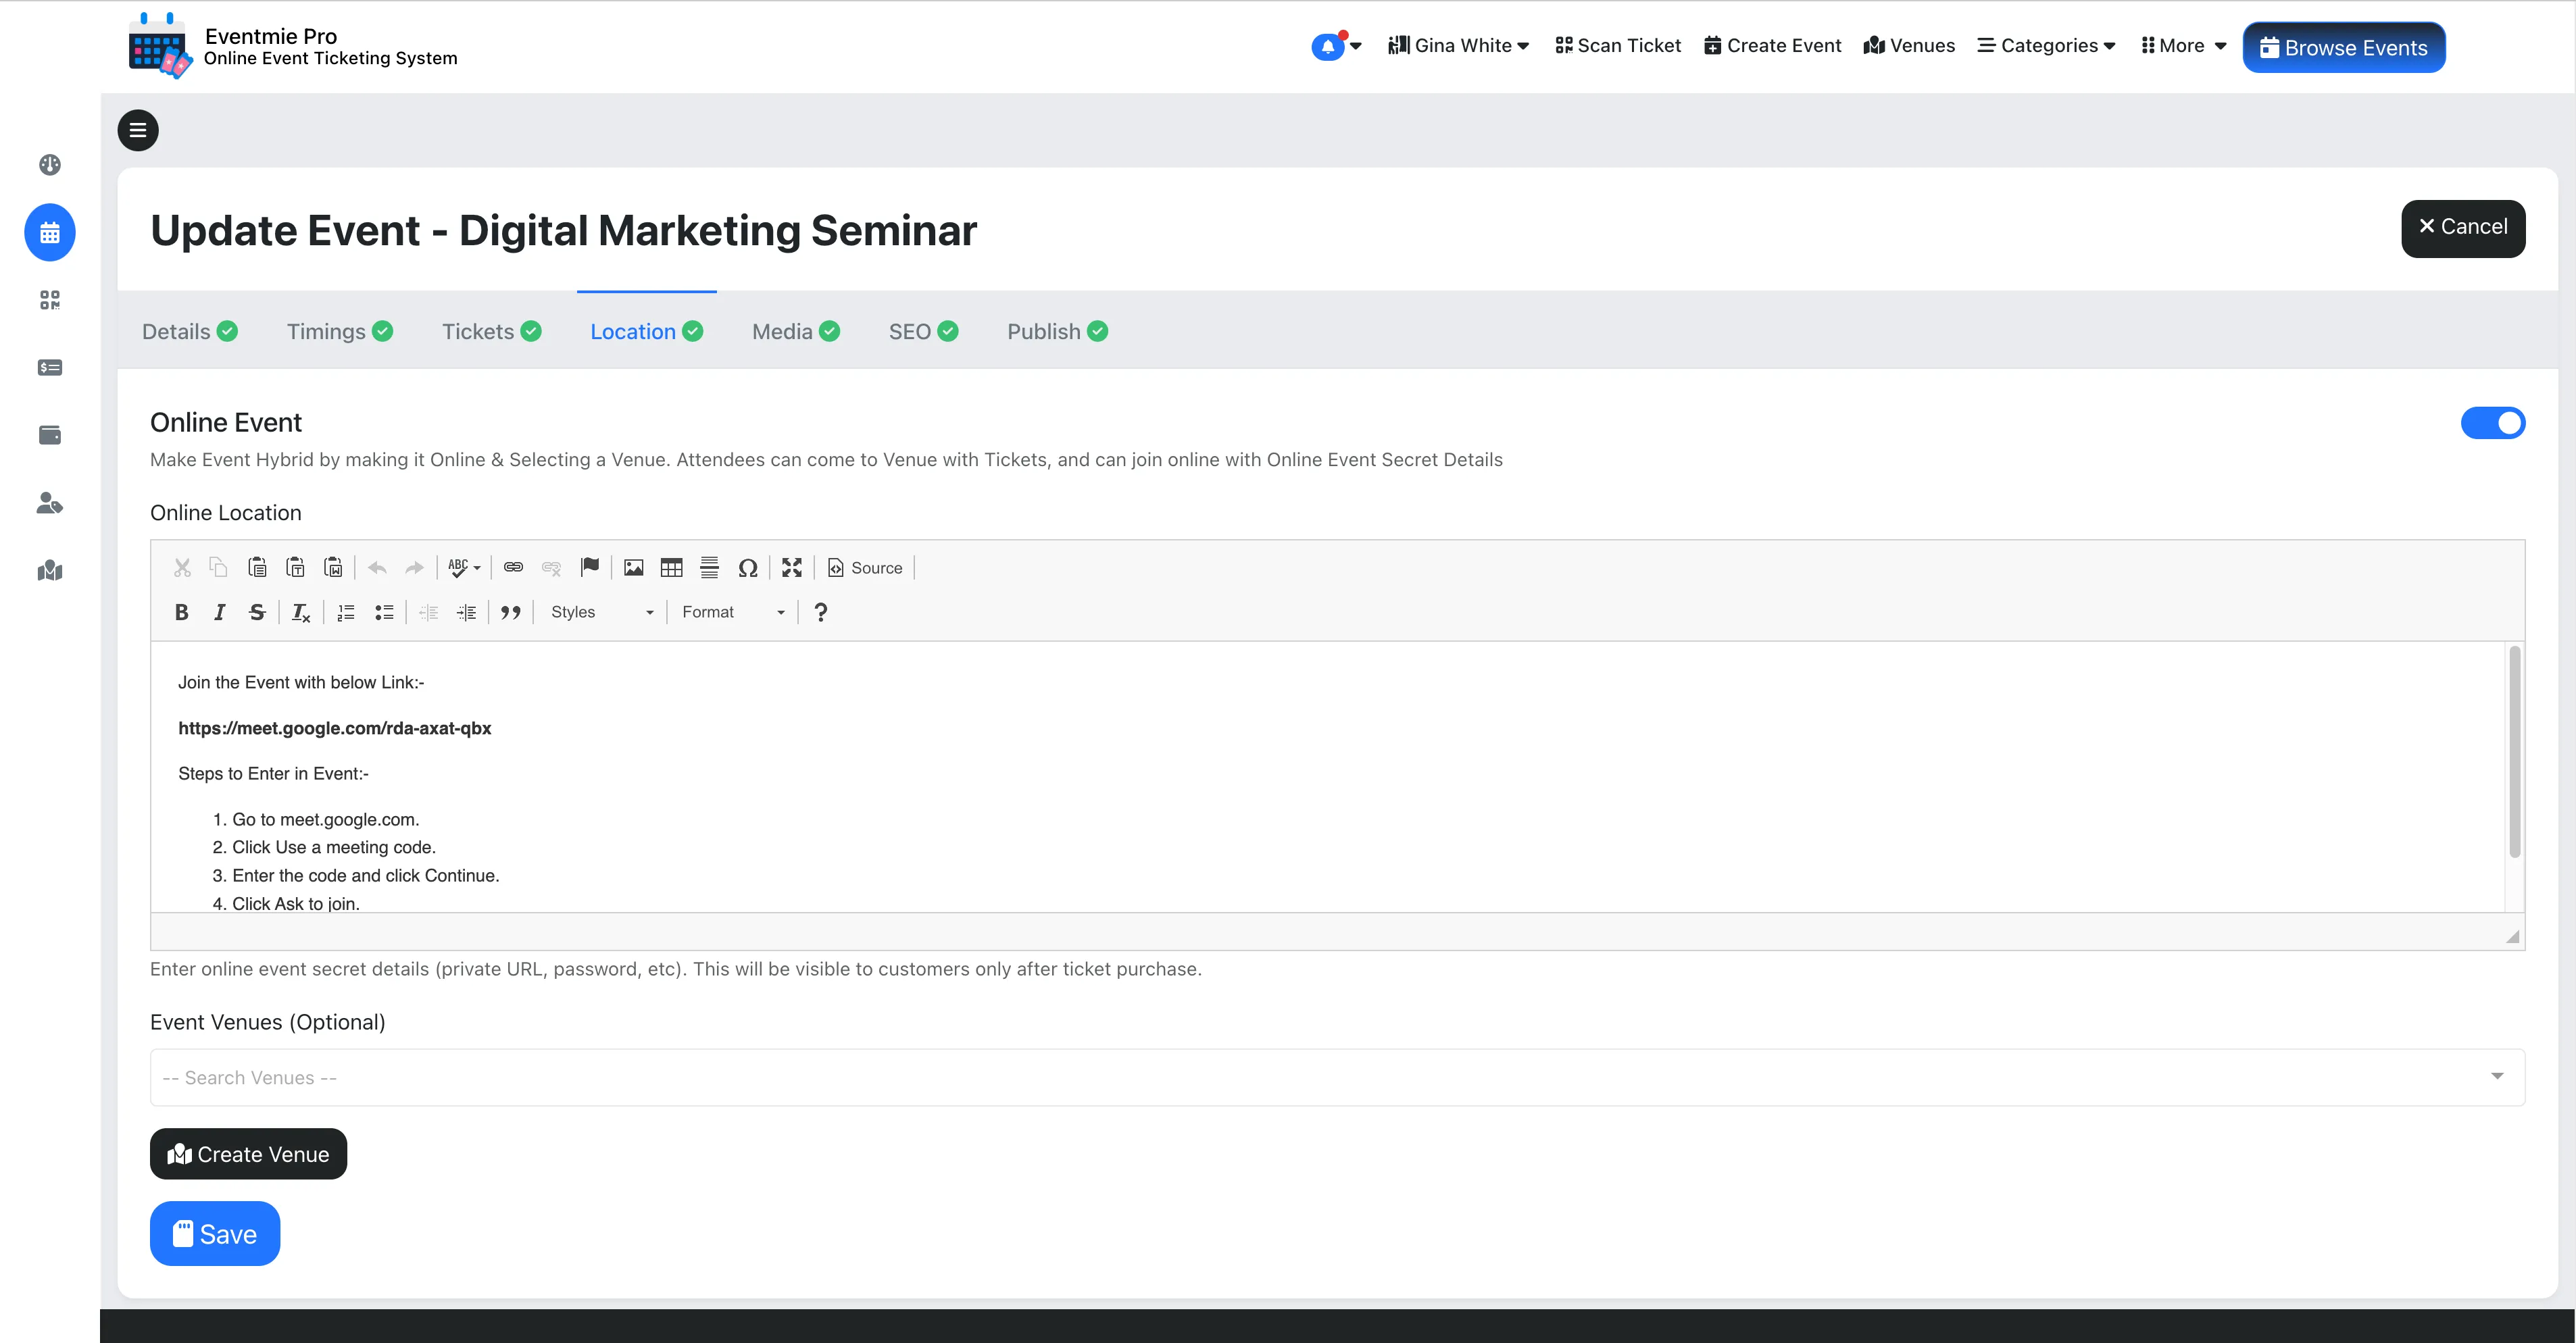 Eventmie Pro
Online Event Ticketing System
Gina White
Scan Ticket
Create Event
Venues
Categories
More
Browse Events
Update Event - Digital Marketing Seminar
Cancel
Details
Timings
Tickets
Location
Media
SEO
Publish
Online Event
Make Event Hybrid by making it Online & Selecting a Venue. Attendees can come to Venue with Tickets, and can join online with Online Event Secret Details
Online Location
ABC
Source
B I S
Styles
Format
?
Join the Event with below Link:-
https://meet.google.com/rda-axat-qbx
Steps to Enter in Event:-
1. Go to meet.google.com.
2. Click Use a meeting code.
3. Enter the code and click Continue.
4. Click Ask to join.
Enter online event secret details (private URL, password, etc). This will be visible to customers only after ticket purchase.
Event Venues (Optional)
-- Search Venues --
Create Venue
Save